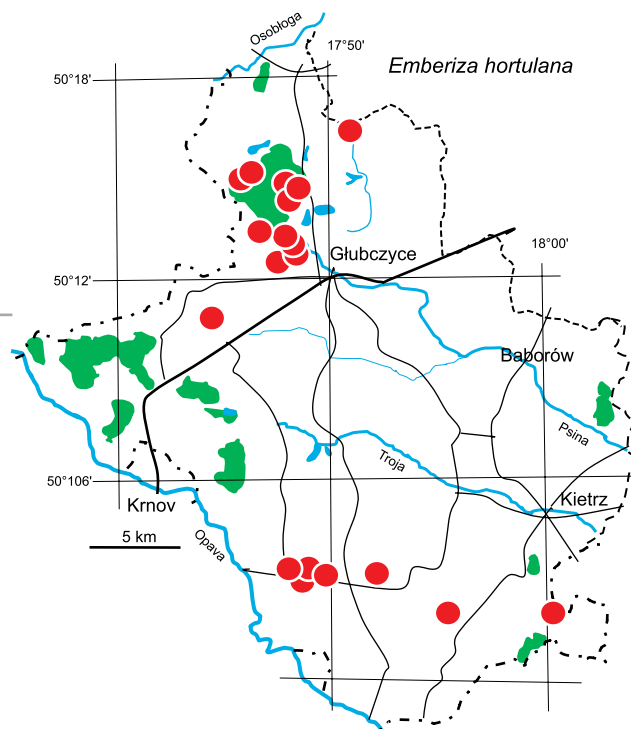 Osobłoga
17°50'
50°18'
Emberiza hortulana
Głubczyce
18°00'
50°12'
Baborów
Psina
Troja
50°106'
Kietrz
Krnov
5 km
Opava